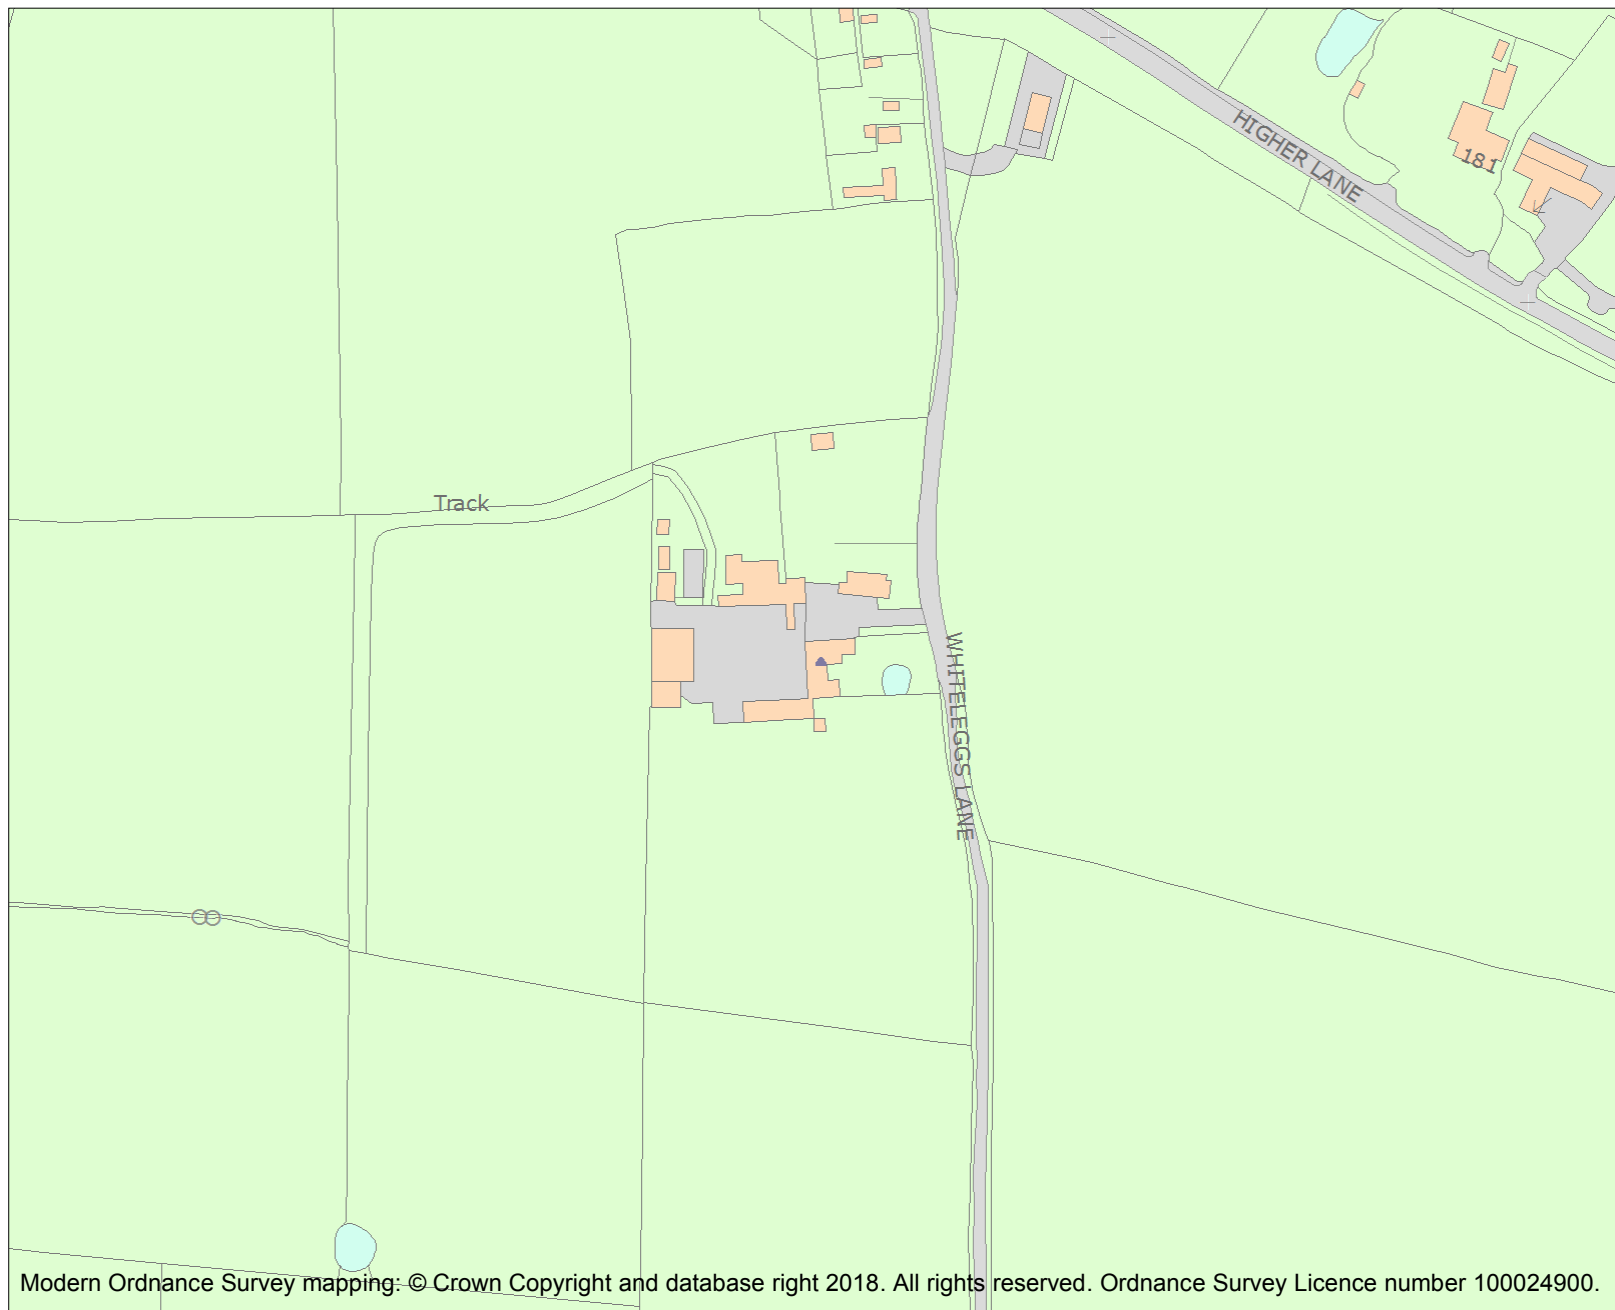 HIGHER LANE
181
Track
WHITELEGGS LANE
Modern Ordnance Survey mapping: © Crown Copyright and database right 2018. All rights reserved. Ordnance Survey Licence number 100024900.